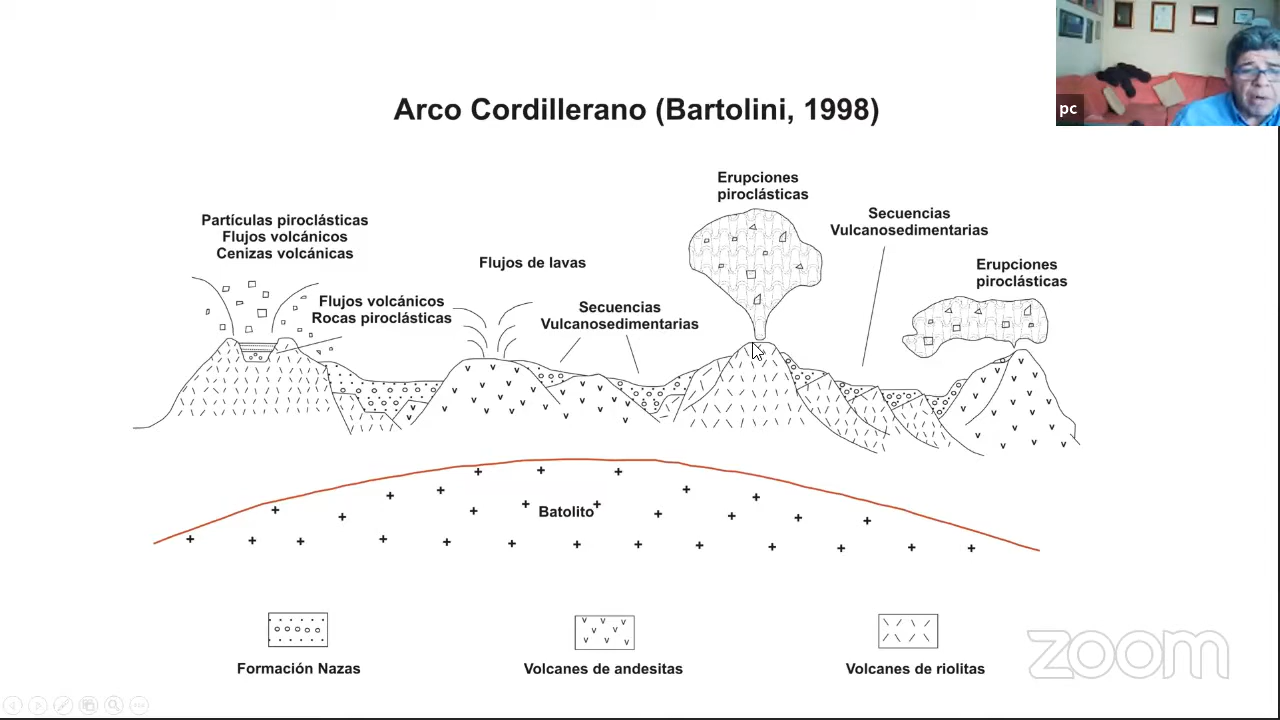 pc
Arco Cordillerano (Bartolini, 1998)
Erupciones
piroclásticas
Secuencias
Vulcanosedimentarias
Partículas piroclásticas
Flujos volcánicos
Cenizas volcánicas
Flujos de lavas
Erupciones
piroclásticas
Flujos volcánicos
Rocas piroclásticas
Secuencias
Vulcanosedimentarias
Batolito
Formación Nazas
Volcanes de andesitas
Volcanes de riolitas
zoom